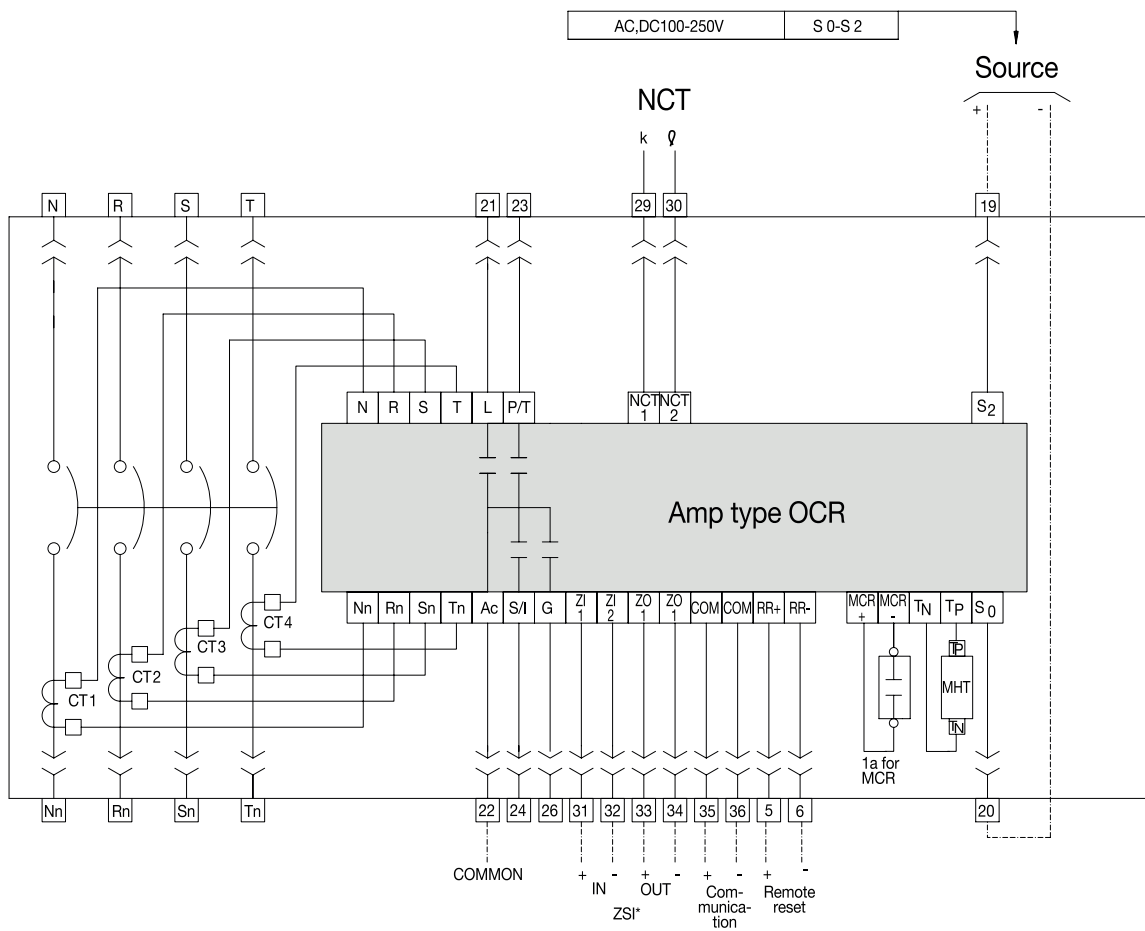 AC,DC100-250V S 0-S 2
Source
+ -
NCT
k ℓ
N R S T 21 23 29 30 19
N R S T L P/T NCT 1 NCT 2 S2
Amp type OCR
Nn Rn Sn Tn Ac S/I G ZI 1 ZI 2 ZO 1 ZO 1 COM COM RR+ RR- MCR + MCR - TN TP S 0
CT4
CT3
CT2
CT1
TP
MHT
TN
1a for
MCR
Nn Rn Sn Tn 22 24 26 31 32 33 34 35 36 5 6 20
COMMON
+ - + - + - + -
IN OUT
ZSI*
Com-
munica-
tion
Remote
reset